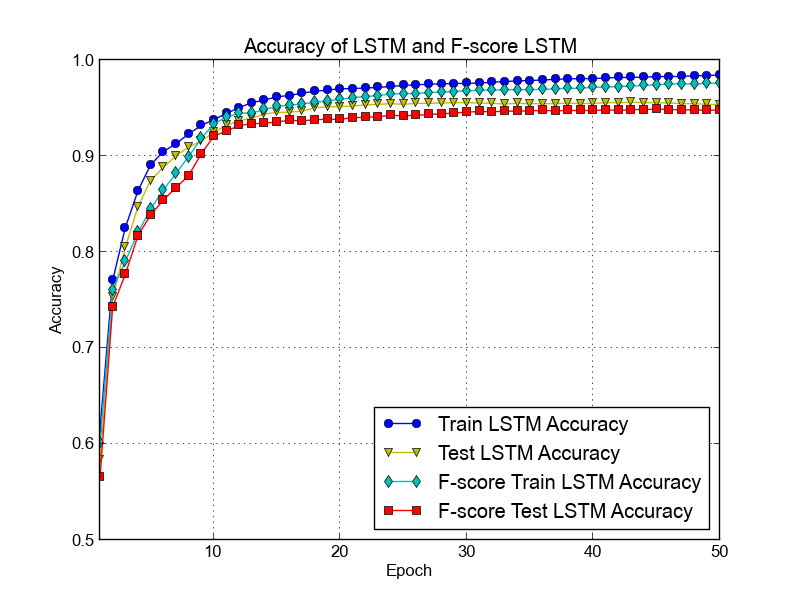 Accuracy of LSTM and F-score LSTM
1.0
0.9
0.8
0.7
0.6
0.5
Accuracy
10
20
30
40
50
Epoch
Train LSTM Accuracy
Test LSTM Accuracy
F-score Train LSTM Accuracy
F-score Test LSTM Accuracy